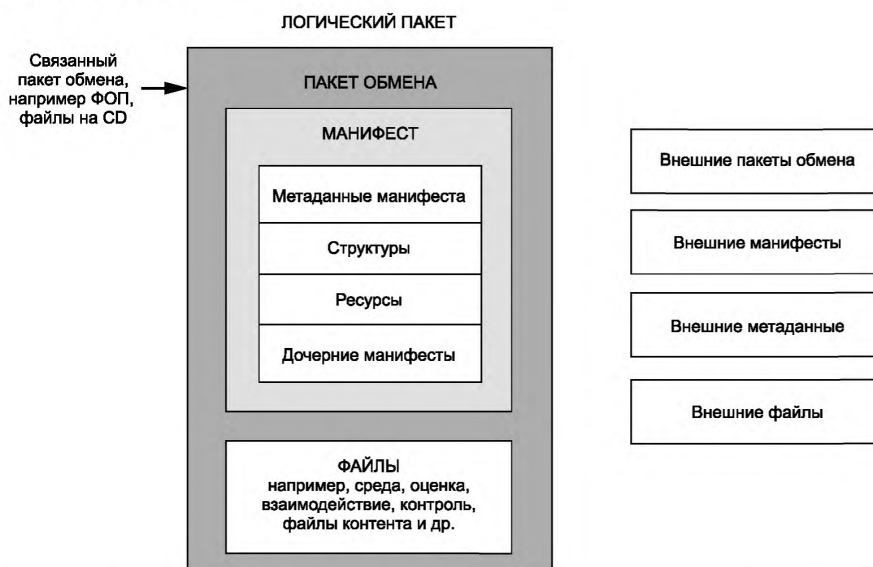 ЛОГИЧЕСКИЙ ПАКЕТ
Связанный
пакет обмена,
например ФОП,
файлы на CD
ПАКЕТ ОБМЕНА
МАНИФЕСТ
Метаданные манифеста
Структуры
Ресурсы
Дочерние манифесты
ФАЙЛЫ
например, среда, оценка,
взаимодействие, контроль,
файлы контента и др.
Внешние пакеты обмена
Внешние манифесты
Внешние метаданные
Внешние файлы